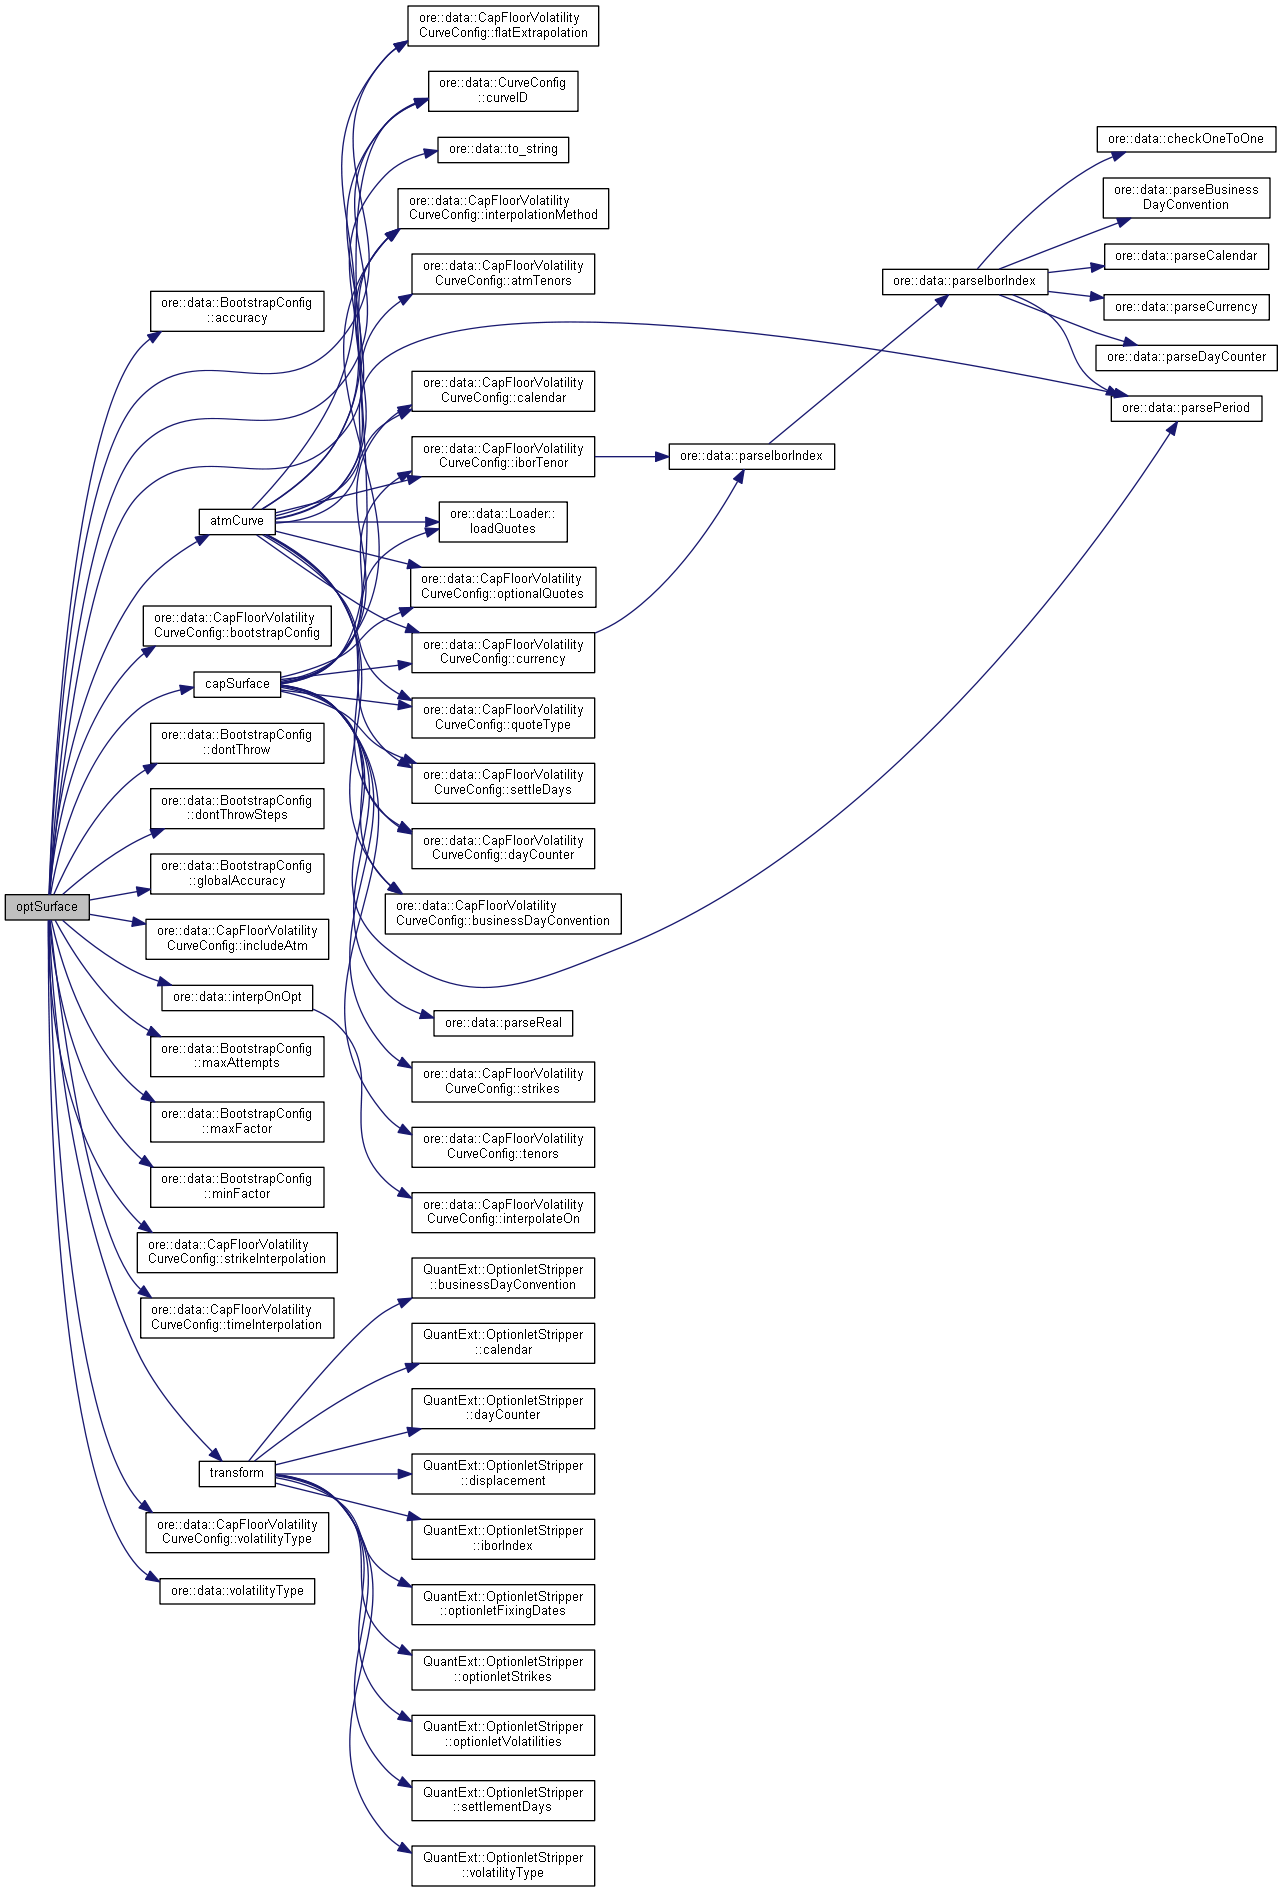 optSurface
ore::data::BootstrapConfig
::accuracy
atmCurve
ore::data::CapFloorVolatility
CurveConfig::bootstrapConfig
capSurface
ore::data::BootstrapConfig
::dontThrow
ore::data::BootstrapConfig
::dontThrowSteps
ore::data::BootstrapConfig
::globalAccuracy
ore::data::CapFloorVolatility
CurveConfig::includeAtm
ore::data::interpOnOpt
ore::data::BootstrapConfig
::maxAttempts
ore::data::BootstrapConfig
::maxFactor
ore::data::BootstrapConfig
::minFactor
ore::data::CapFloorVolatility
CurveConfig::strikeInterpolation
ore::data::CapFloorVolatility
CurveConfig::timeInterpolation
transform
ore::data::CapFloorVolatility
CurveConfig::volatilityType
ore::data::volatilityType
ore::data::CapFloorVolatility
CurveConfig::flatExtrapolation
ore::data::CurveConfig
::curveID
ore::data::to_string
ore::data::CapFloorVolatility
CurveConfig::interpolationMethod
ore::data::CapFloorVolatility
CurveConfig::atmTenors
ore::data::CapFloorVolatility
CurveConfig::calendar
ore::data::CapFloorVolatility
CurveConfig::iborTenor
ore::data::Loader::
loadQuotes
ore::data::CapFloorVolatility
CurveConfig::optionalQuotes
ore::data::CapFloorVolatility
CurveConfig::currency
ore::data::CapFloorVolatility
CurveConfig::quoteType
ore::data::CapFloorVolatility
CurveConfig::settleDays
ore::data::CapFloorVolatility
CurveConfig::dayCounter
ore::data::CapFloorVolatility
CurveConfig::businessDayConvention
ore::data::parseReal
ore::data::CapFloorVolatility
CurveConfig::strikes
ore::data::CapFloorVolatility
CurveConfig::tenors
ore::data::CapFloorVolatility
CurveConfig::interpolateOn
QuantExt::OptionletStripper
::businessDayConvention
QuantExt::OptionletStripper
::calendar
QuantExt::OptionletStripper
::dayCounter
QuantExt::OptionletStripper
::displacement
QuantExt::OptionletStripper
::iborIndex
QuantExt::OptionletStripper
::optionletFixingDates
QuantExt::OptionletStripper
::optionletStrikes
QuantExt::OptionletStripper
::optionletVolatilities
QuantExt::OptionletStripper
::settlementDays
QuantExt::OptionletStripper
::volatilityType
ore::data::parseIborIndex
ore::data::parseIborIndex
ore::data::checkOneToOne
ore::data::parseBusiness
DayConvention
ore::data::parseCalendar
ore::data::parseCurrency
ore::data::parseDayCounter
ore::data::parsePeriod